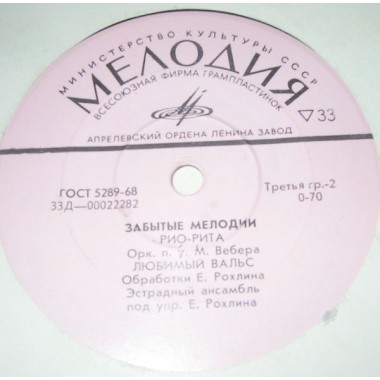 МИНИСТЕРСТВО КУЛЬТУРЫ СССР
МЕЛОДИЯ
ВСЕСОЮЗНАЯ ФИРМА ГРАМПЛАСТИНОК
▽33
АПРЕЛЕВСКИЙ ОРДЕНА ЛЕНИНА ЗАВОД
ГОСТ 5289-68
33Д—00022282
Третья гр.-2
0-70
ЗАБЫТЫЕ МЕЛОДИИ
РИО-РИТА
Орк. п. у. М. Вебера
ЛЮБИМЫЙ ВАЛЬС
Обработки Е. Рохлина
Эстрадный ансамбль
под упр. Е. Рохлина